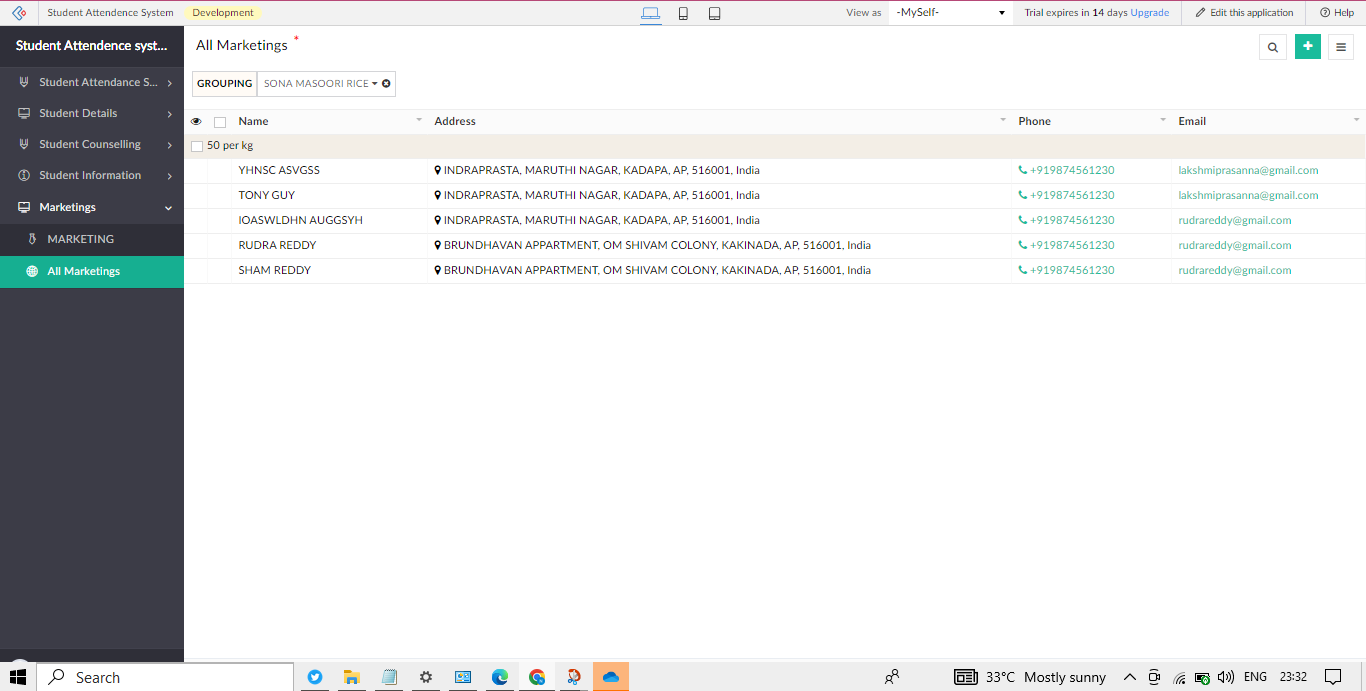 Student Attendence System Development View as -MySelf- Trial expires in 14 days Upgrade Edit this application Help
Student Attendence syst...
Student Attendance S...
Student Details
Student Counselling
Student Information
Marketings
MARKETING
All Marketings
All Marketings *
GROUPING SONA MASOORI RICE
Name Address Phone Email
50 per kg
YHNSC ASVGSS INDRAPRASTA, MARUTHI NAGAR, KADAPA, AP, 516001, India +919874561230 lakshmiprasanna@gmail.com
TONY GUY INDRAPRASTA, MARUTHI NAGAR, KADAPA, AP, 516001, India +919874561230 lakshmiprasanna@gmail.com
IOASWLDHN AUGGSYH INDRAPRASTA, MARUTHI NAGAR, KADAPA, AP, 516001, India +919874561230 rudrareddy@gmail.com
RUDRA REDDY BRUNDHAVAN APPARTMENT, OM SHIVAM COLONY, KAKINADA, AP, 516001, India +919874561230 rudrareddy@gmail.com
SHAM REDDY BRUNDHAVAN APPARTMENT, OM SHIVAM COLONY, KAKINADA, AP, 516001, India +919874561230 rudrareddy@gmail.com
Search 33°C Mostly sunny ENG 23:32